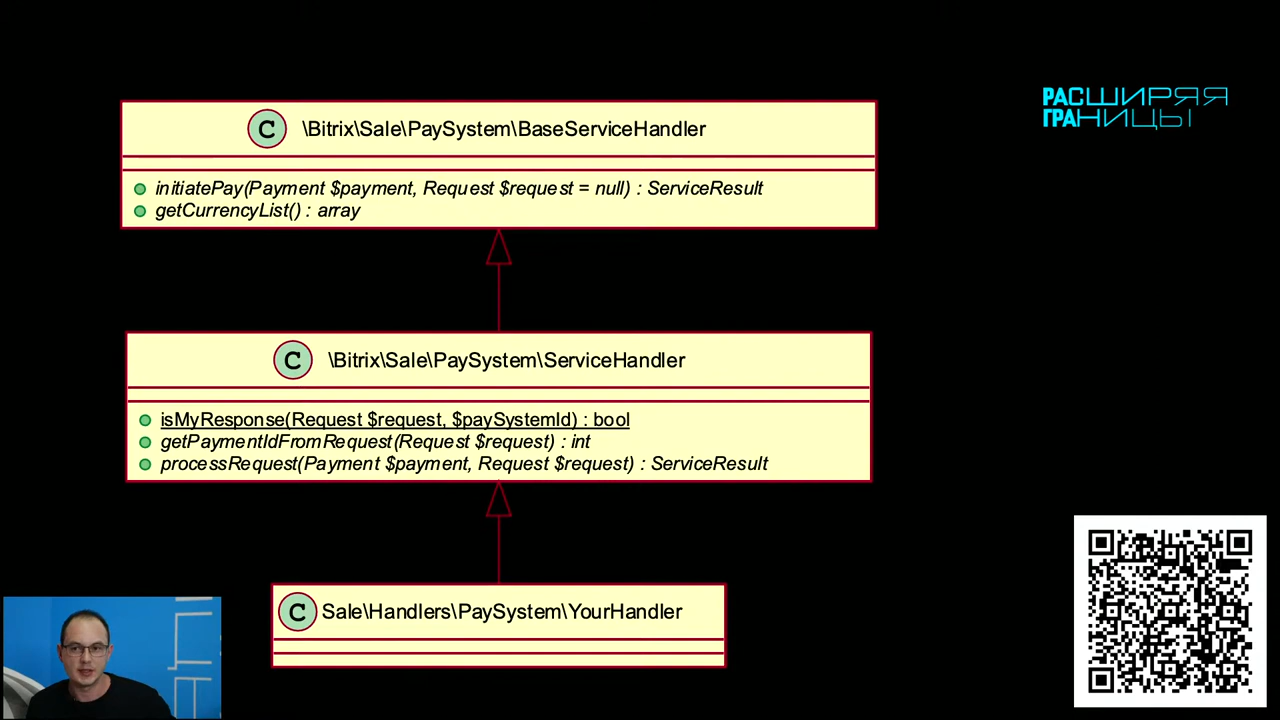 РАСШИРЯЯ
ГРАНИЦЫ
C \Bitrix\Sale\PaySystem\BaseServiceHandler
initiatePay(Payment $payment, Request $request = null) : ServiceResult
getCurrencyList() : array
C \Bitrix\Sale\PaySystem\ServiceHandler
isMyResponse(Request $request, $paySystemId) : bool
getPaymentIdFromRequest(Request $request) : int
processRequest(Payment $payment, Request $request) : ServiceResult
C Sale\Handlers\PaySystem\YourHandler